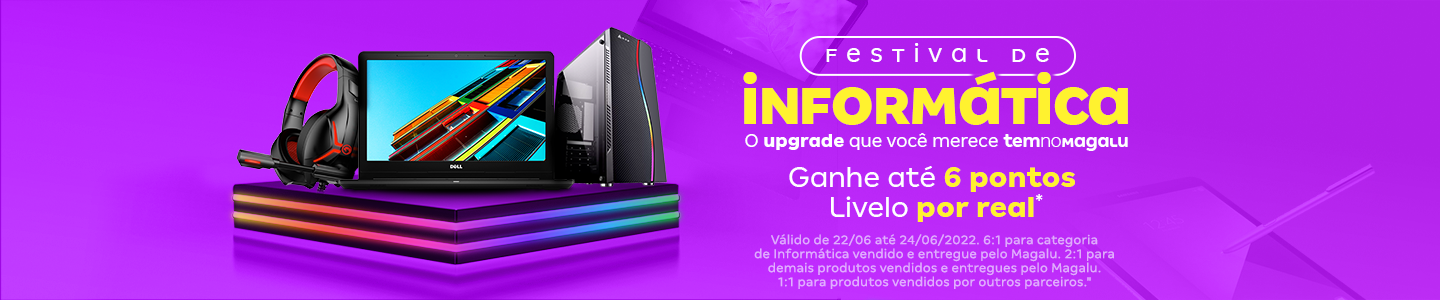 Festival de
informática
O upgrade que você merece temnomagalu
Ganhe até 6 pontos
Livelo por real*
Válido de 22/06 até 24/06/2022. 6:1 para categoria
de Informática vendido e entregue pelo Magalu. 2:1 para
demais produtos vendidos e entregues pelo Magalu.
1:1 para produtos vendidos por outros parceiros."
DELL